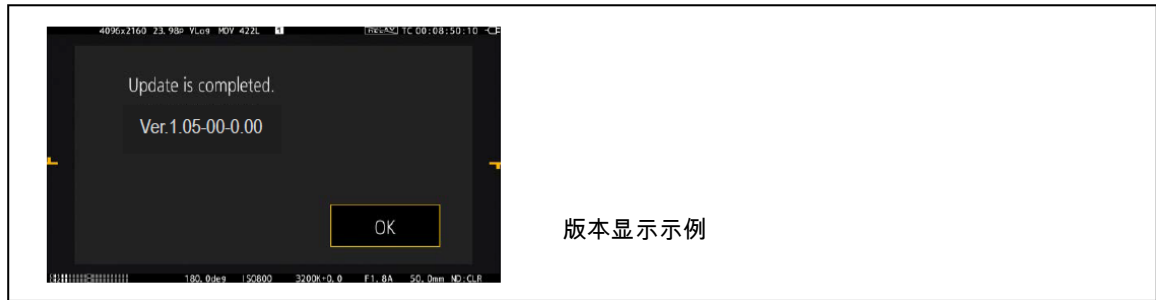 4096x2160 23.98p VLog MOV 422L 1 RELAY TC 00:08:50:10
Update is completed.
Ver.1.05-00-0.00
OK
版本显示示例
180.0deg ISO800 3200K+0.0 F1.8A 50.0mm ND:CLR